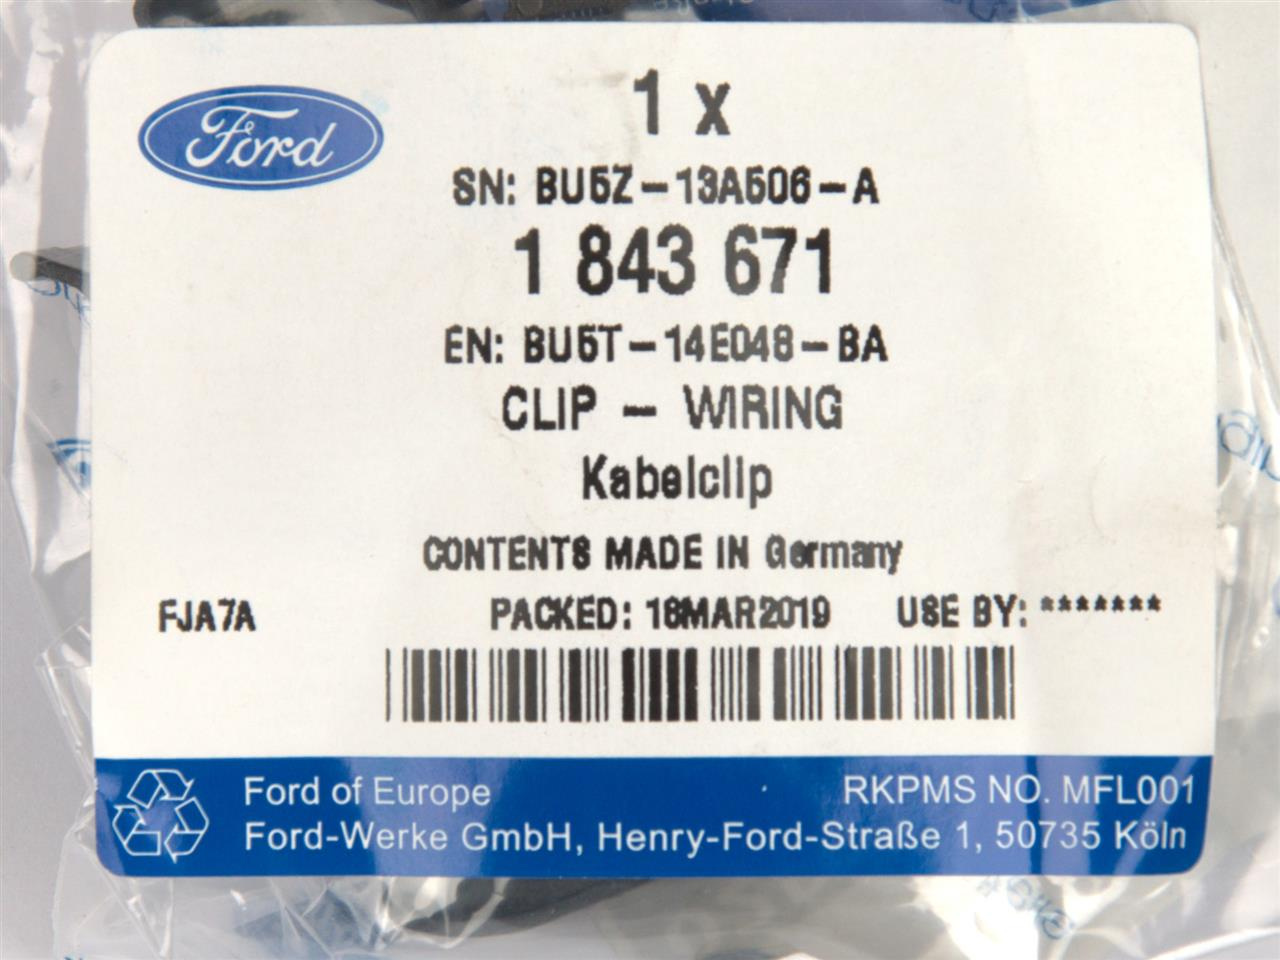 Ford
1 x
SN: BU5Z-13A506-A
1 843 671
EN: BU5T-14E048-BA
CLIP - WIRING
Kabelclip
CONTENTS MADE IN Germany
FJA7A PACKED: 18MAR2019 USE BY: *******
Ford of Europe RKPMS NO. MFL001
Ford-Werke GmbH, Henry-Ford-Straße 1, 50735 Köln